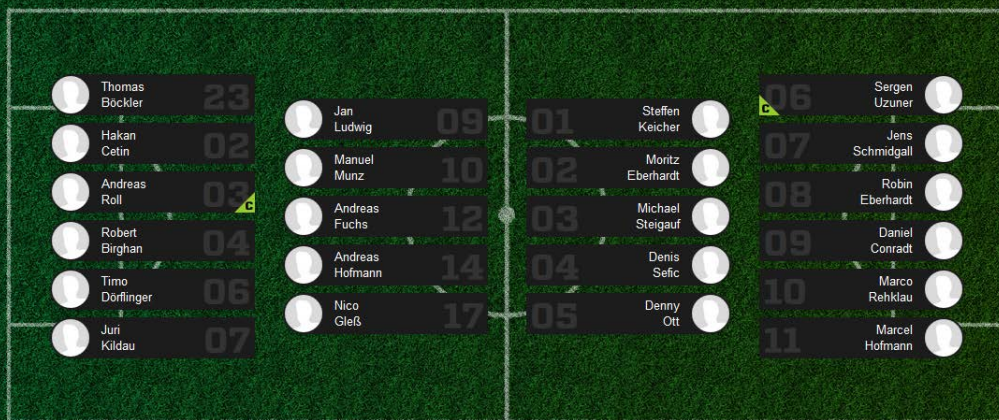 Thomas
Böckler
23
Hakan
Cetin
02
Andreas
Roll
03
C
Robert
Birghan
04
Timo
Dörflinger
06
Juri
Kildau
07
Jan
Ludwig
09
Manuel
Munz
10
Andreas
Fuchs
12
Andreas
Hofmann
14
Nico
Gleß
17
01
Steffen
Keicher
02
Moritz
Eberhardt
03
Michael
Steigauf
04
Denis
Sefic
05
Denny
Ott
06
C
Sergen
Uzuner
07
Jens
Schmidgall
08
Robin
Eberhardt
09
Daniel
Conradt
10
Marco
Rehklau
11
Marcel
Hofmann